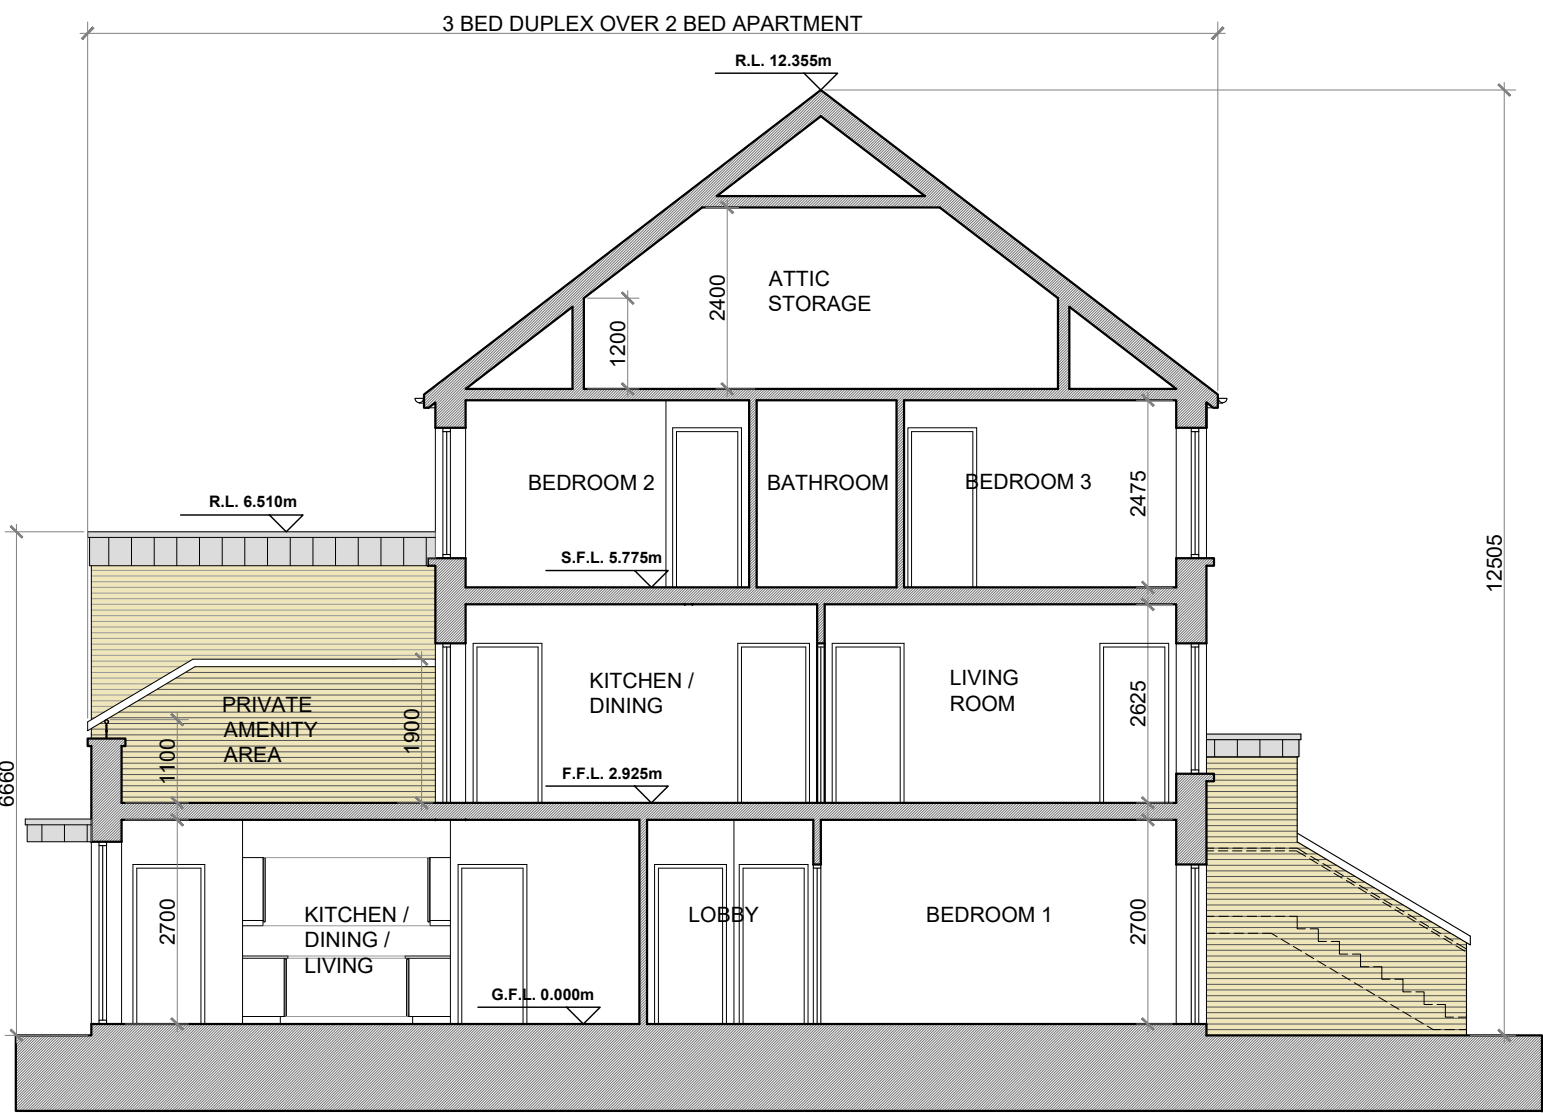 3 BED DUPLEX OVER 2 BED APARTMENT
R.L. 12.355m
ATTIC
STORAGE
2400
1200
BEDROOM 2
BATHROOM
BEDROOM 3
2475
12505
R.L. 6.510m
S.F.L. 5.775m
KITCHEN /
DINING
LIVING
ROOM
2625
PRIVATE
AMENITY
AREA
1900
1100
6660
F.F.L. 2.925m
2700
KITCHEN /
DINING /
LIVING
LOBBY
BEDROOM 1
2700
G.F.L. 0.000m